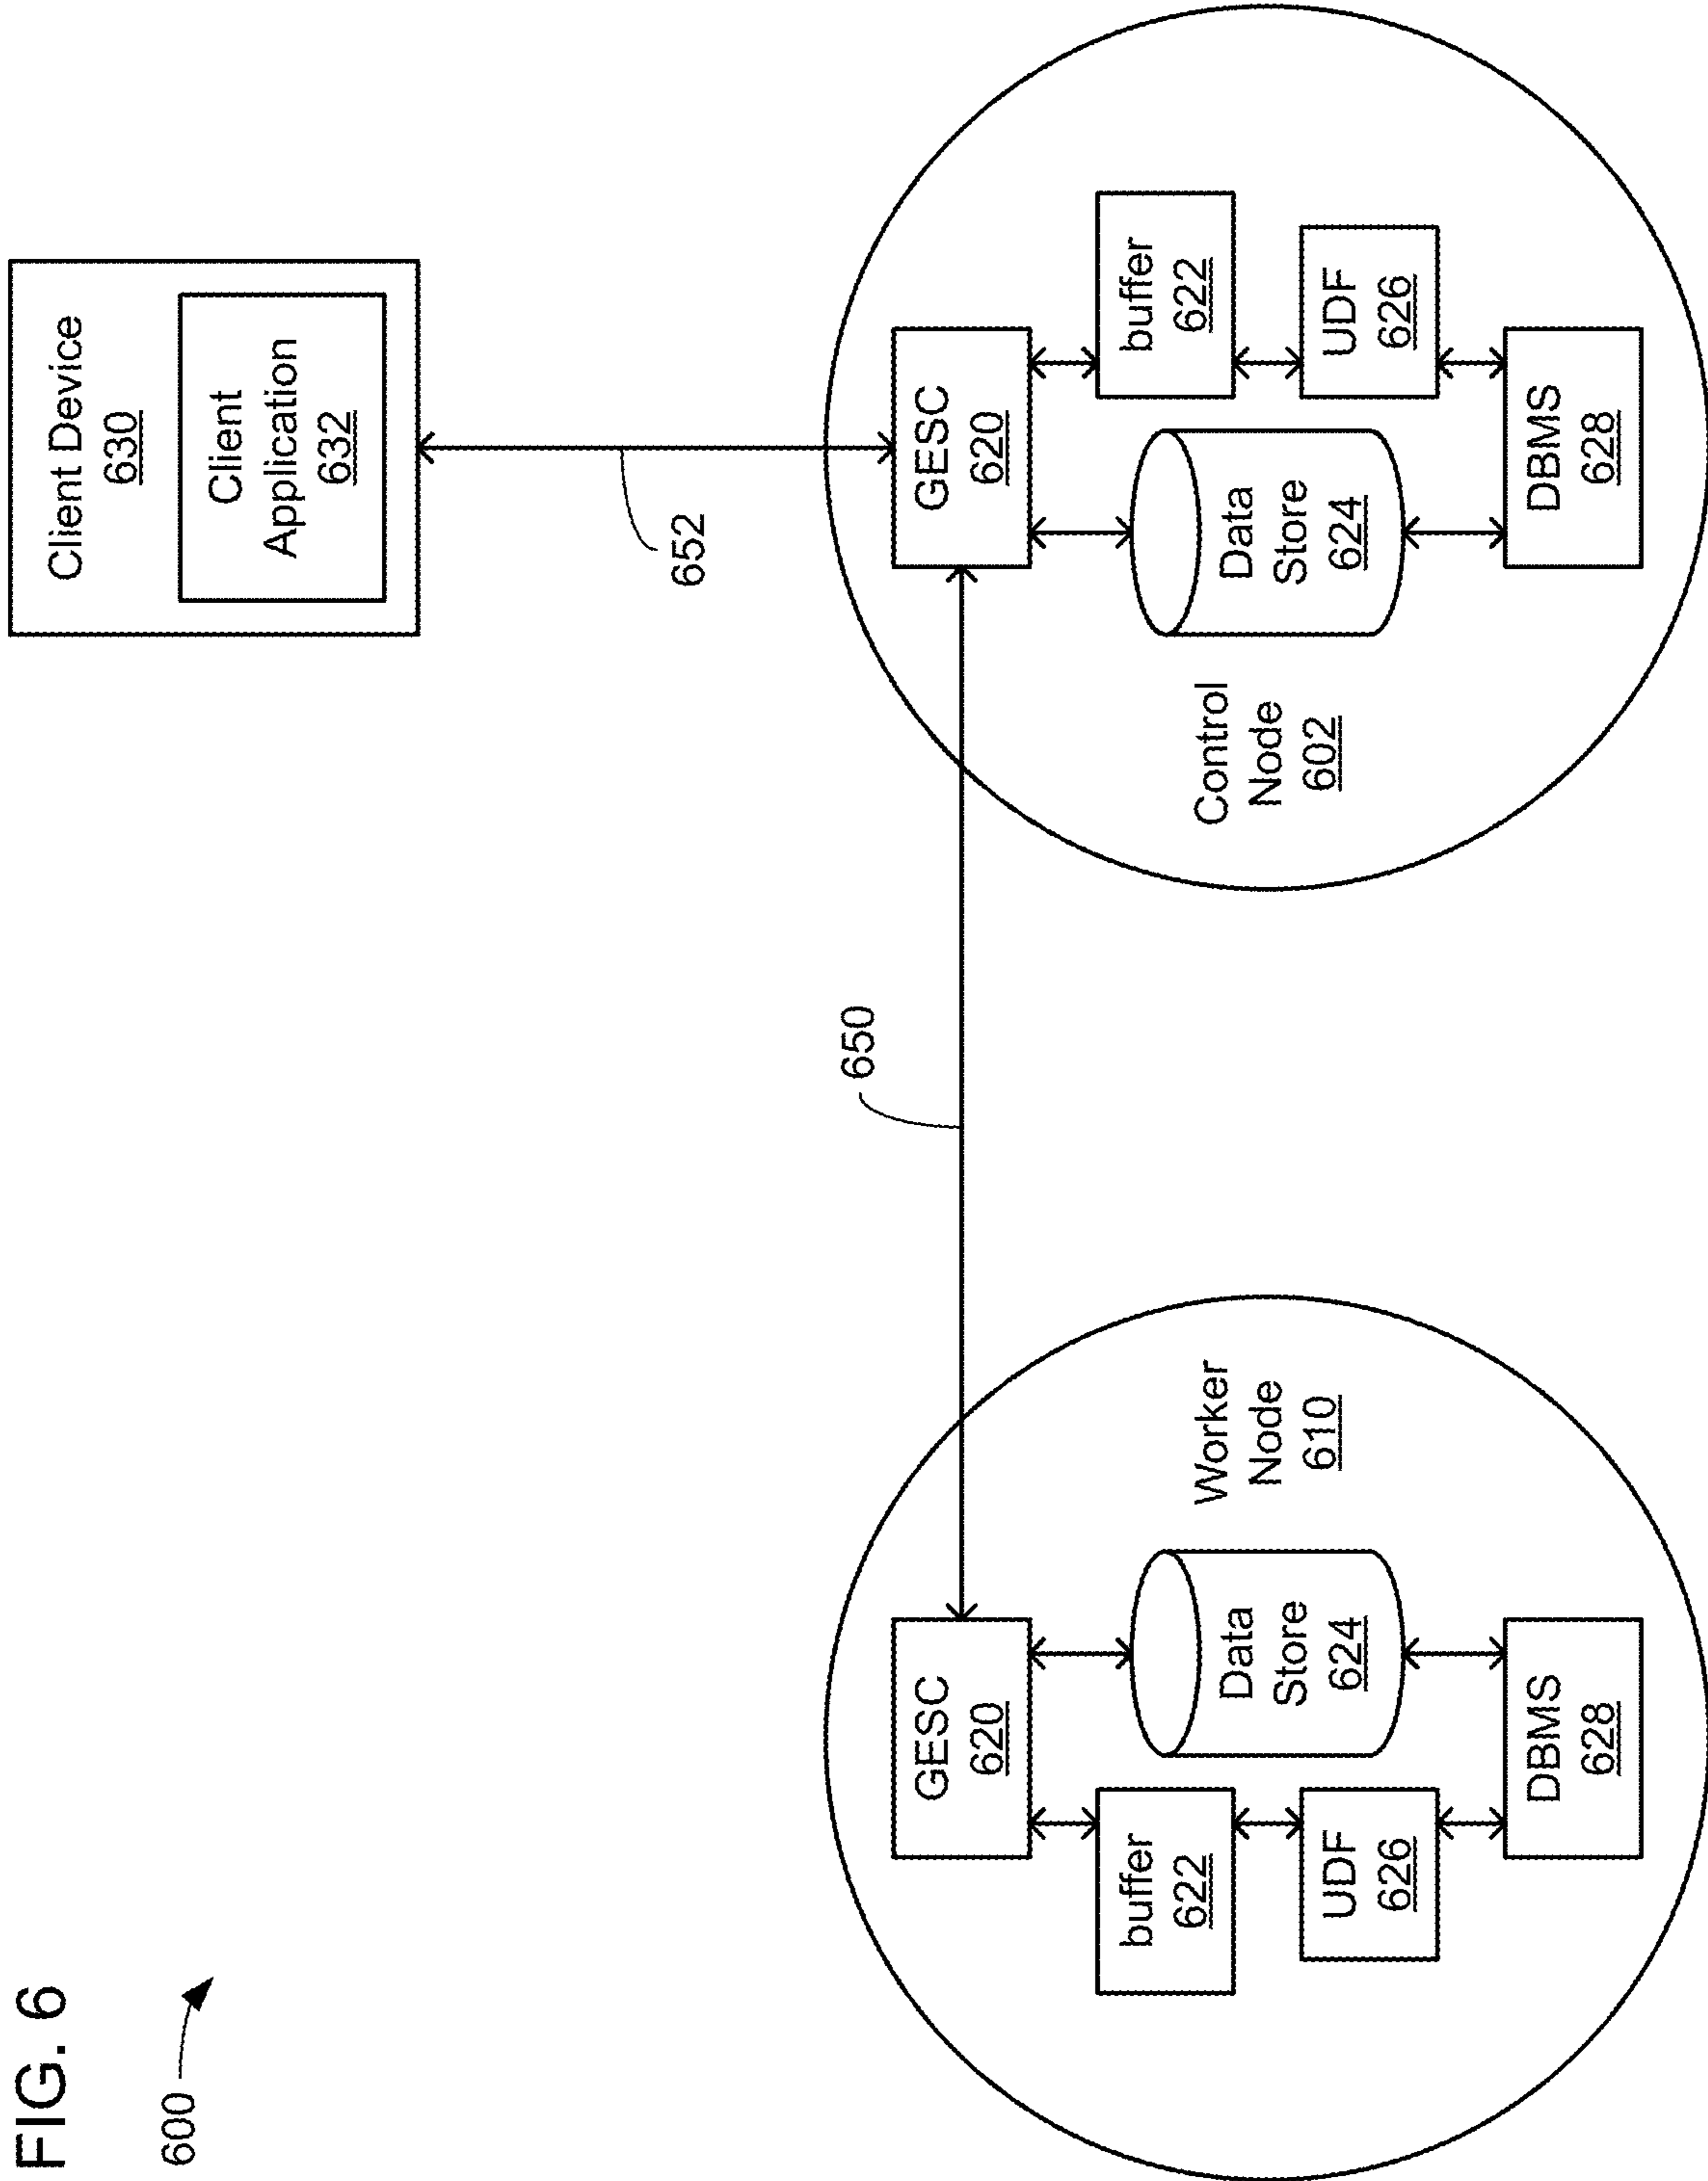 FIG. 6
600
Client Device
630
Client
Application
632
652
650
GESC
620
buffer
622
Data
Store
624
UDF
626
DBMS
628
Worker
Node
610
GESC
620
buffer
622
Data
Store
624
UDF
626
DBMS
628
Control
Node
602